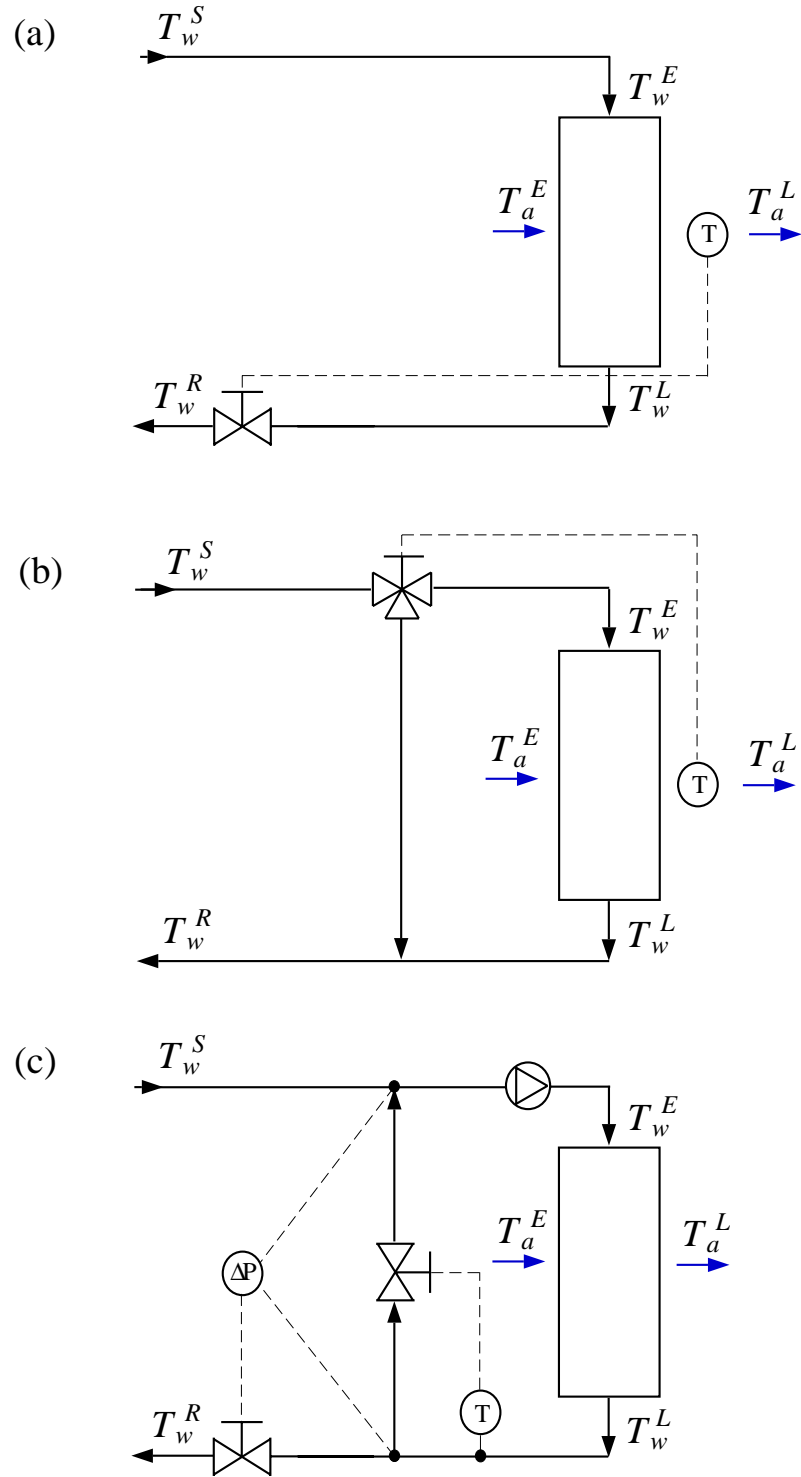 (a)
T_w^S
T_w^E
T_a^E
T
T_a^L
T_w^R
T_w^L
(b)
T_w^S
T_w^E
T_a^E
T
T_a^L
T_w^R
T_w^L
(c)
T_w^S
T_w^E
T_a^E
T_a^L
ΔP
T
T_w^R
T_w^L